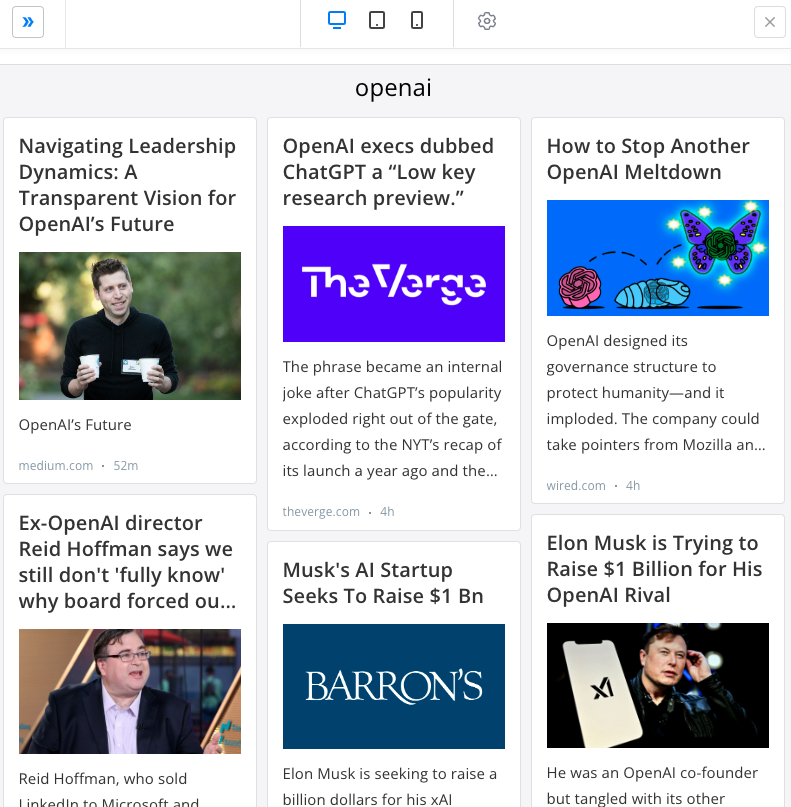 openai
Navigating Leadership
Dynamics: A
Transparent Vision for
OpenAI’s Future
OpenAI’s Future
medium.com · 52m
Ex-OpenAI director
Reid Hoffman says we
still don't 'fully know'
why board forced ou...
Reid Hoffman, who sold
LinkedIn to Microsoft and
OpenAI execs dubbed
ChatGPT a “Low key
research preview.”
TheVerge
The phrase became an internal
joke after ChatGPT’s popularity
exploded right out of the gate,
according to the NYT’s recap of
its launch a year ago and the...
theverge.com · 4h
Musk's AI Startup
Seeks To Raise $1 Bn
BARRON'S
Elon Musk is seeking to raise a
billion dollars for his xAI
How to Stop Another
OpenAI Meltdown
OpenAI designed its
governance structure to
protect humanity—and it
imploded. The company could
take pointers from Mozilla an...
wired.com · 4h
Elon Musk is Trying to
Raise $1 Billion for His
OpenAI Rival
He was an OpenAI co-founder
but tangled with its other